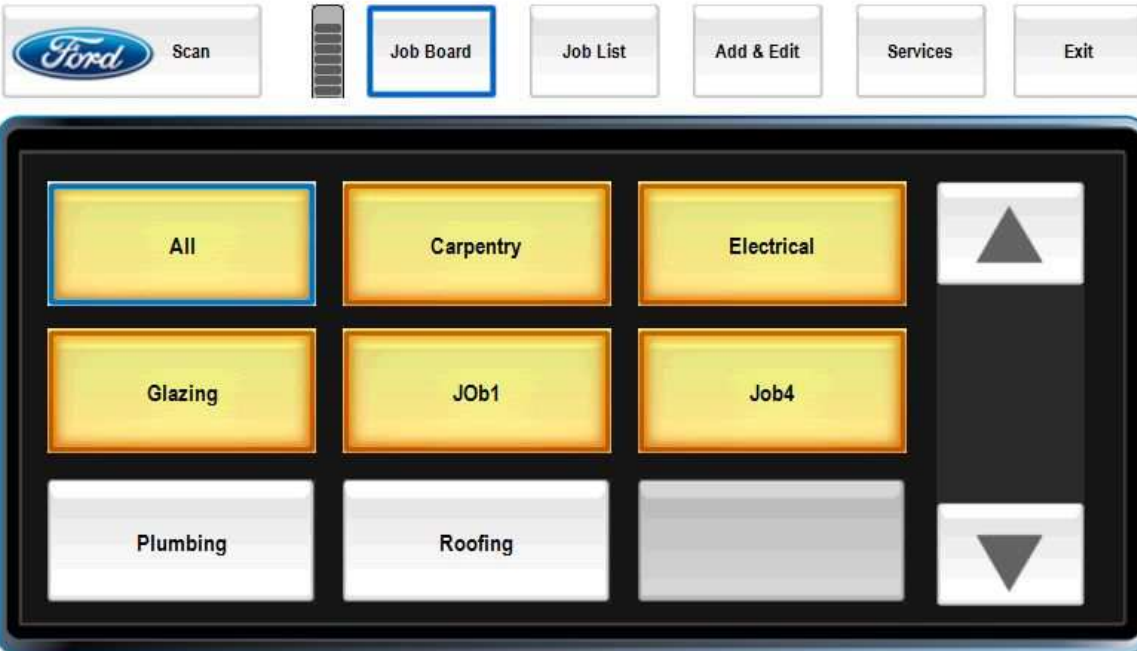 Ford Scan Job Board Job List Add & Edit Services Exit
All Carpentry Electrical
Glazing JOb1 Job4
Plumbing Roofing